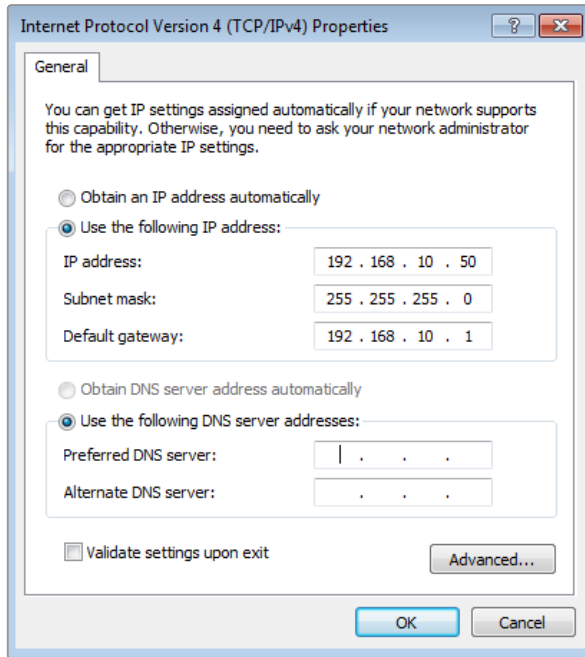 Internet Protocol Version 4 (TCP/IPv4) Properties
General
You can get IP settings assigned automatically if your network supports
this capability. Otherwise, you need to ask your network administrator
for the appropriate IP settings.
Obtain an IP address automatically
Use the following IP address:
IP address: 192 . 168 . 10 . 50
Subnet mask: 255 . 255 . 255 . 0
Default gateway: 192 . 168 . 10 . 1
Obtain DNS server address automatically
Use the following DNS server addresses:
Preferred DNS server: . . .
Alternate DNS server: . . .
Validate settings upon exit
Advanced...
OK Cancel